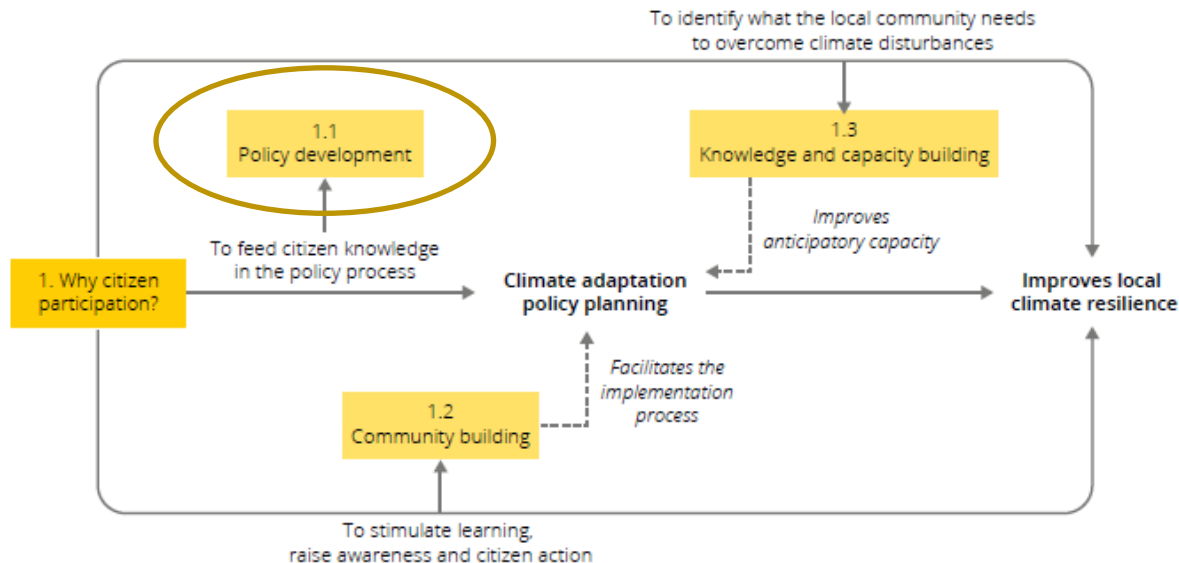 To identify what the local community needs
to overcome climate disturbances
1.1
Policy development
1.3
Knowledge and capacity building
Improves
anticipatory capacity
To feed citizen knowledge
in the policy process
1. Why citizen
participation?
Climate adaptation
policy planning
Improves local
climate resilience
Facilitates the
implementation
process
1.2
Community building
To stimulate learning,
raise awareness and citizen action